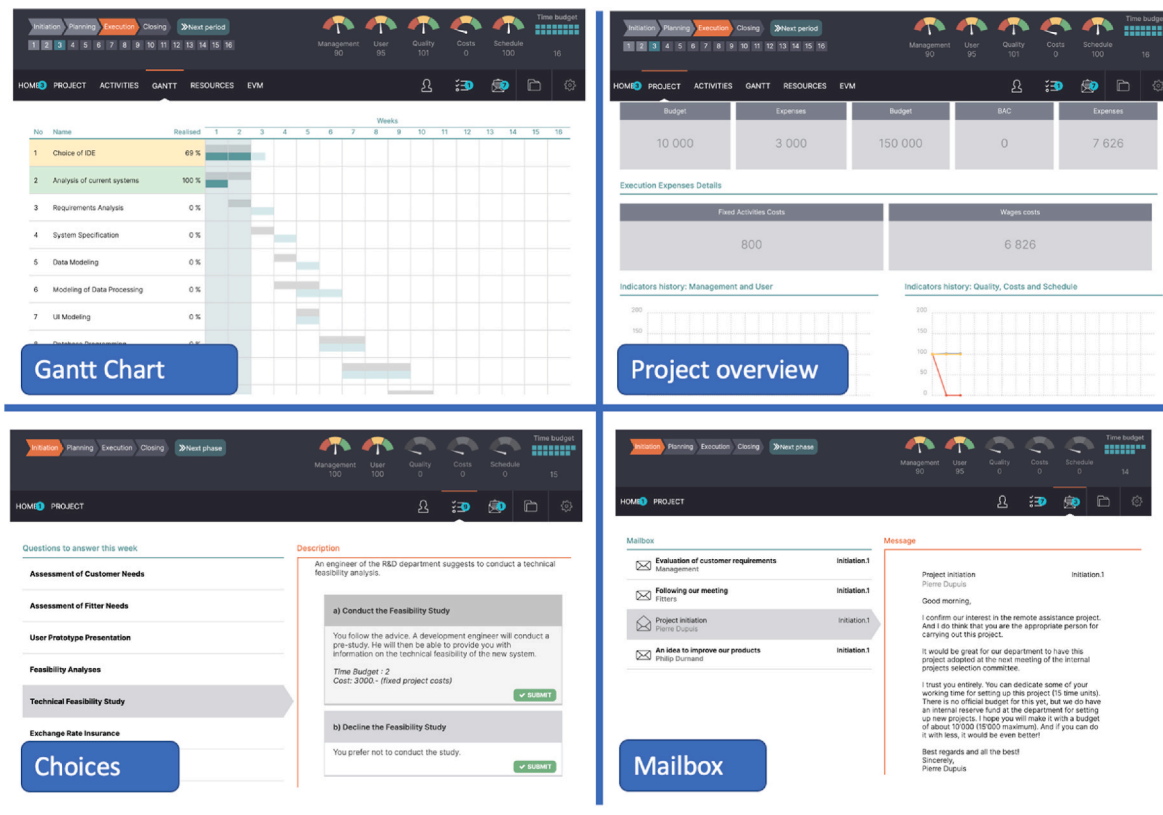 Initiation Planning Execution Closing Next period
1 2 3 4 5 6 7 8 9 10 11 12 13 14 15 16
Management 90
User 95
Quality 101
Costs 0
Schedule 100
Time budget
16
HOME PROJECT ACTIVITIES GANTT RESOURCES EVM
Weeks
No Name Realised 1 2 3 4 5 6 7 8 9 10 11 12 13 14 15 16
1 Choice of IDE 69 %
2 Analysis of current systems 100 %
3 Requirements Analysis 0 %
4 System Specification 0 %
5 Data Modeling 0 %
6 Modeling of Data Processing 0 %
7 UI Modeling 0 %
Gantt Chart
Initiation Planning Execution Closing Next period
1 2 3 4 5 6 7 8 9 10 11 12 13 14 15 16
Management 90
User 95
Quality 101
Costs 0
Schedule 100
Time budget
16
HOME PROJECT ACTIVITIES GANTT RESOURCES EVM
Budget Expenses Budget BAC Expenses
10 000 3 000 150 000 0 7 626
Execution Expenses Details
Fixed Activities Costs Wages costs
800 6 826
Indicators history: Management and User
200
150
Indicators history: Quality, Costs and Schedule
200
150
100
50
0
Project overview
Initiation Planning Execution Closing Next phase
Management 100
User 100
Quality 0
Costs 0
Schedule 0
Time budget
15
HOME PROJECT
Questions to answer this week
Assessment of Customer Needs
Assessment of Fitter Needs
User Prototype Presentation
Feasibility Analyses
Technical Feasibility Study
Exchange Rate Insurance
Description
An engineer of the R&D department suggests to conduct a technical
feasibility analysis.
a) Conduct the Feasibility Study
You follow the advice. A development engineer will conduct a
pre-study. He will then be able to provide you with
information on the technical feasibility of the new system.
Time Budget : 2
Cost: 3000.- (fixed project costs)
SUBMIT
b) Decline the Feasibility Study
You prefer not to conduct the study.
SUBMIT
Choices
Initiation Planning Execution Closing Next phase
Management 90
User 95
Quality 0
Costs 0
Schedule 0
Time budget
14
HOME PROJECT
Mailbox
Evaluation of customer requirements Initiation.1
Management
Following our meeting Initiation.1
Fitters
Project initiation Initiation.1
Pierre Dupuis
An idea to improve our products Initiation.1
Philip Durnand
Message
Project initiation Initiation.1
Pierre Dupuis
Good morning,
I confirm our interest in the remote assistance project.
And I do think that you are the appropriate person for
carrying out this project.
It would be great for our department to have this
project adopted at the next meeting of the internal
projects selection committee.
I trust you entirely. You can dedicate some of your
working time for setting up this project (15 time units).
There is no official budget for this yet, but we do have
an internal reserve fund at the department for setting
up new projects. I hope you will make it with a budget
of about 10'000 (15'000 maximum). And if you can do
it with less, it would be even better!
Best regards and all the best!
Sincerely,
Pierre Dupuis
Mailbox